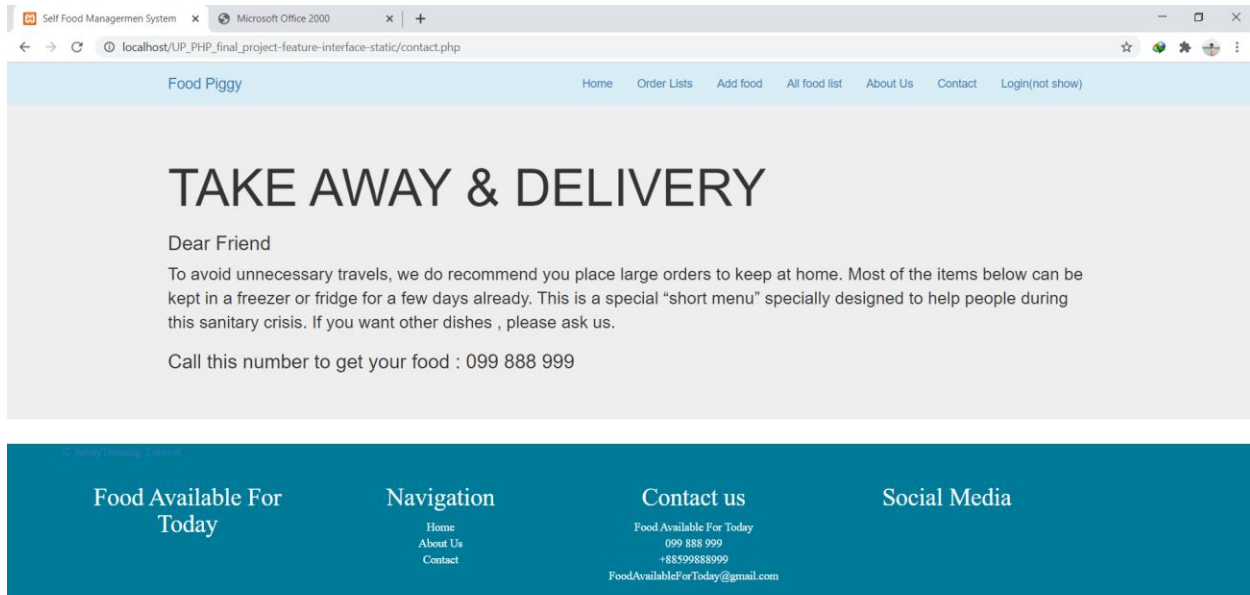 Self Food Managermen System
Microsoft Office 2000
localhost/UP_PHP_final_project-feature-interface-static/contact.php
Food Piggy Home Order Lists Add food All food list About Us Contact Login(not show)
TAKE AWAY & DELIVERY
Dear Friend
To avoid unnecessary travels, we do recommend you place large orders to keep at home. Most of the items below can be
kept in a freezer or fridge for a few days already. This is a special “short menu” specially designed to help people during
this sanitary crisis. If you want other dishes , please ask us.
Call this number to get your food : 099 888 999
Food Available For
Today
Navigation
Home
About Us
Contact
Contact us
Food Available For Today
099 888 999
+88599888999
FoodAvailableForToday@gmail.com
Social Media